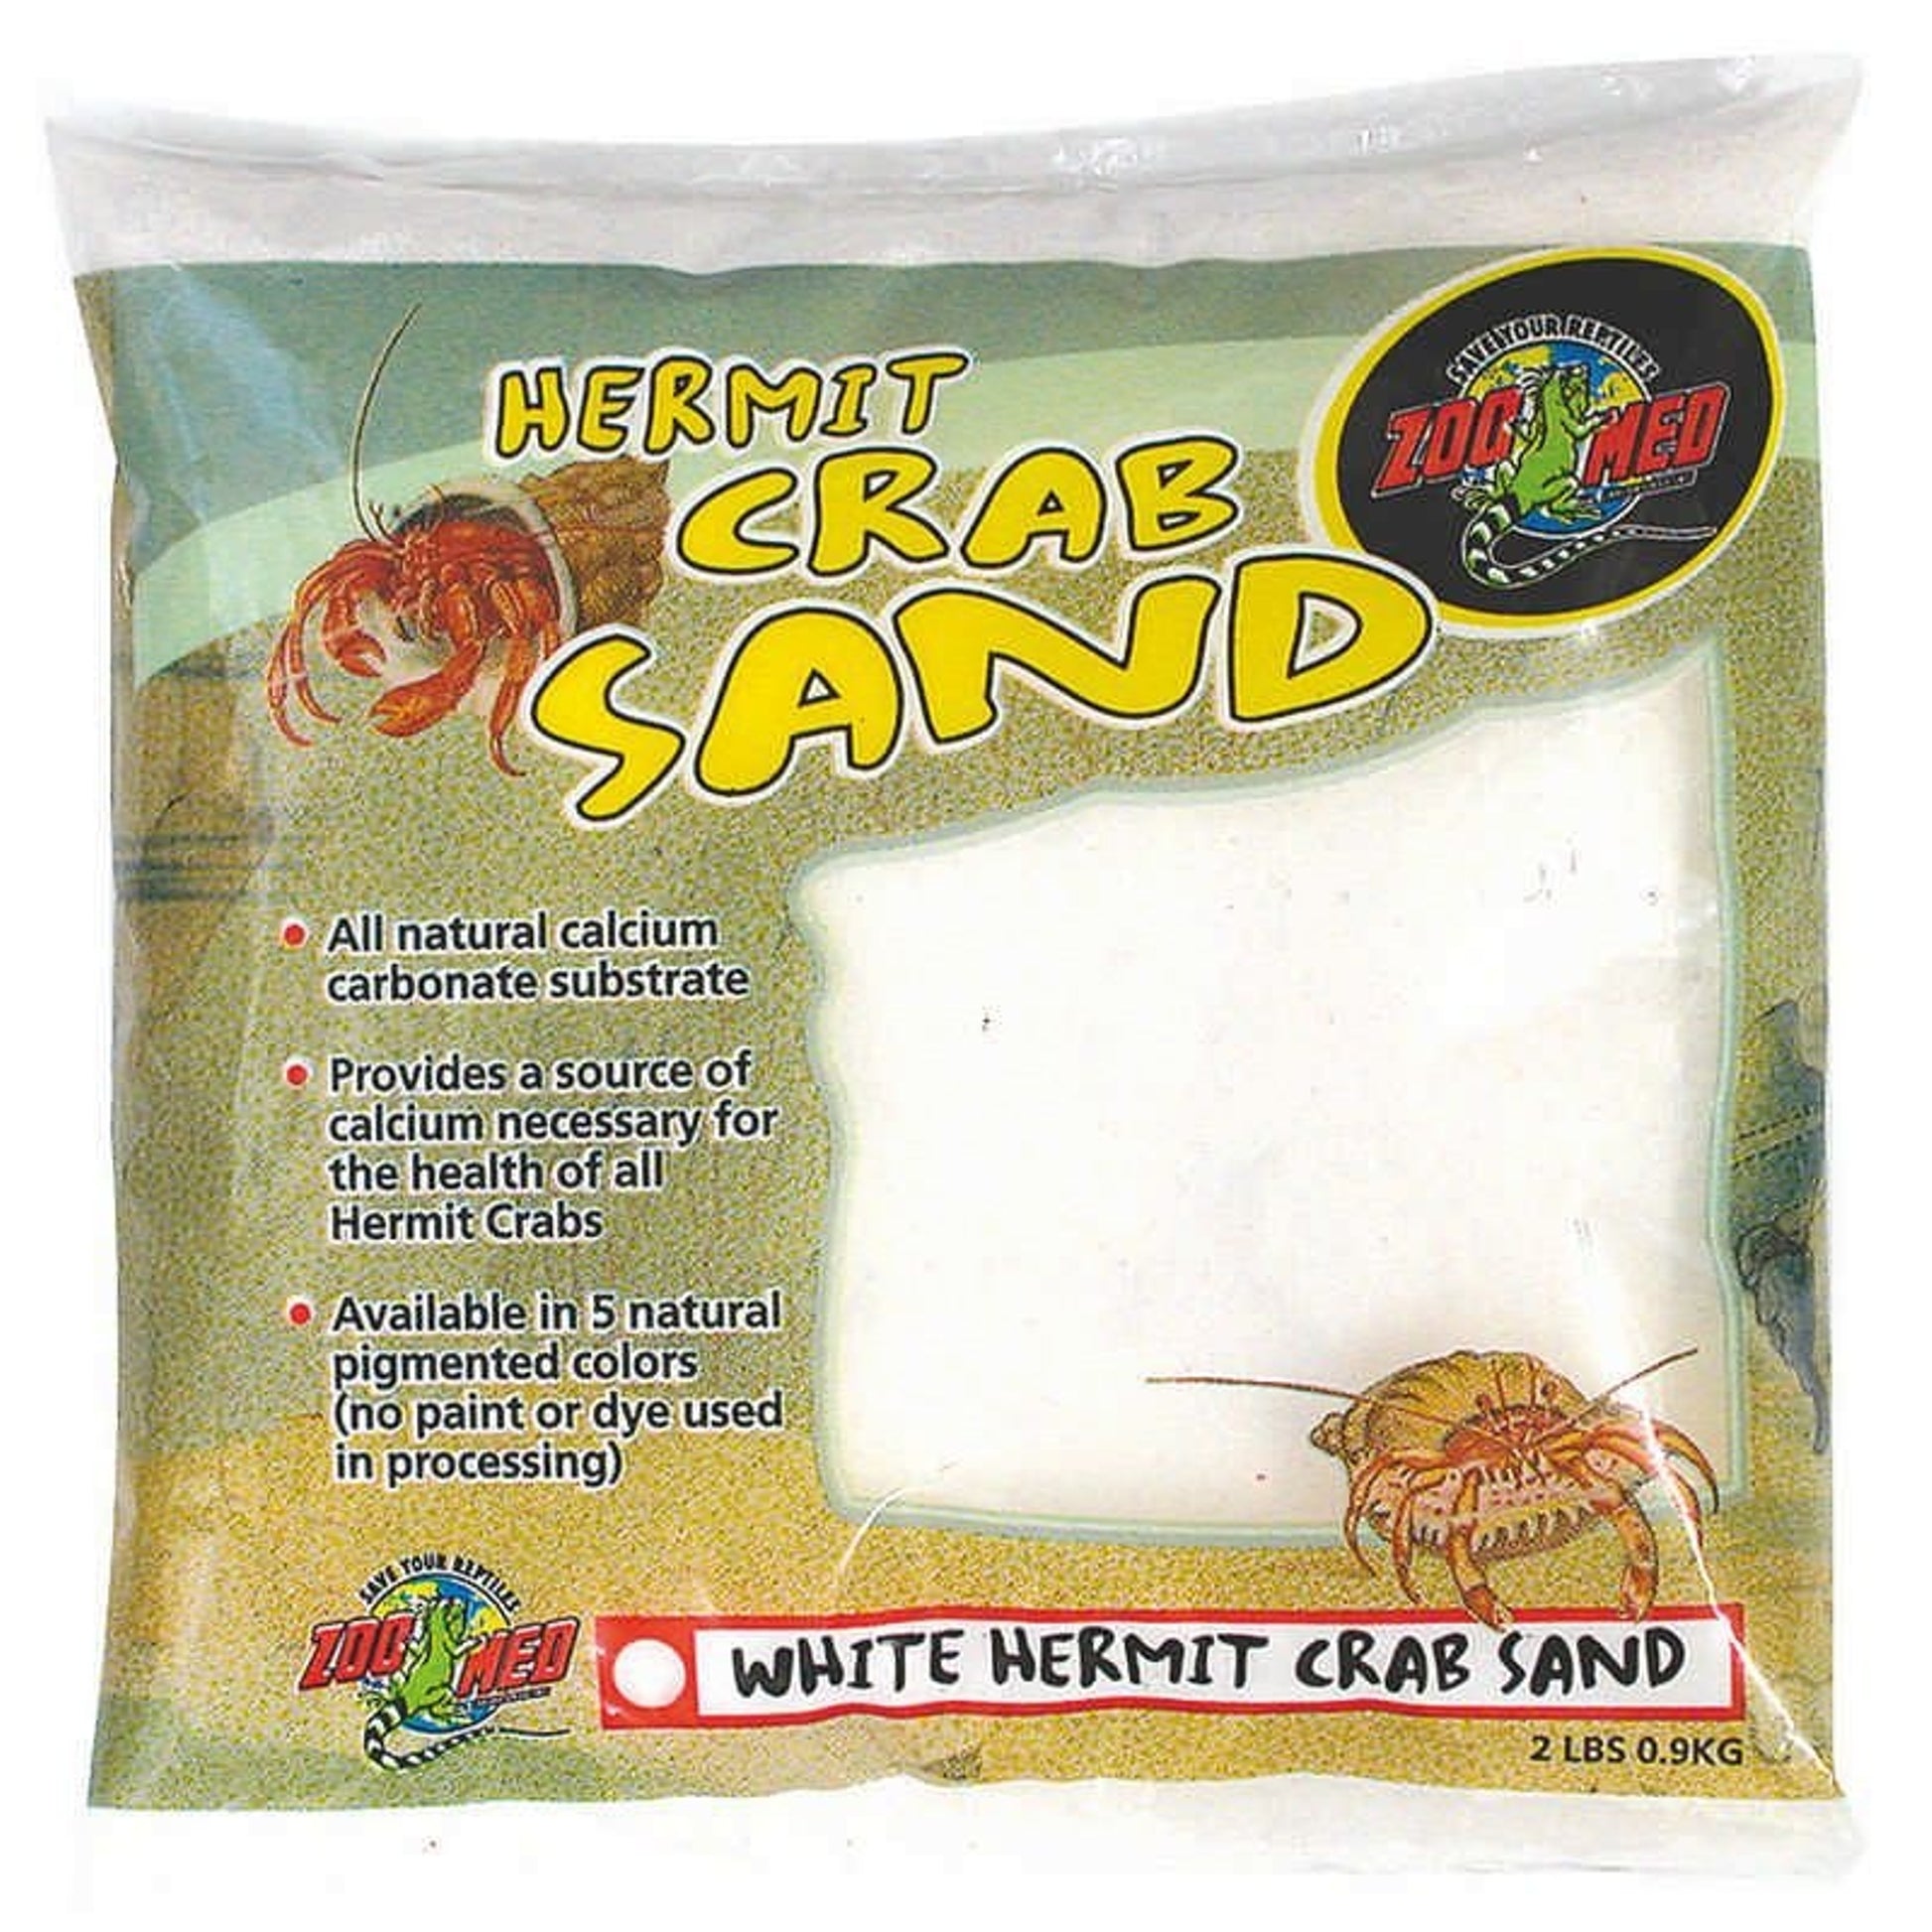 HERMIT
CRAB
SAND
SAVE YOUR REPTILES
ZOO MED
• All natural calcium
carbonate substrate
• Provides a source of
calcium necessary for
the health of all
Hermit Crabs
• Available in 5 natural
pigmented colors
(no paint or dye used
in processing)
SAVE YOUR REPTILES
ZOO MED
WHITE HERMIT CRAB SAND
2 LBS 0.9KG